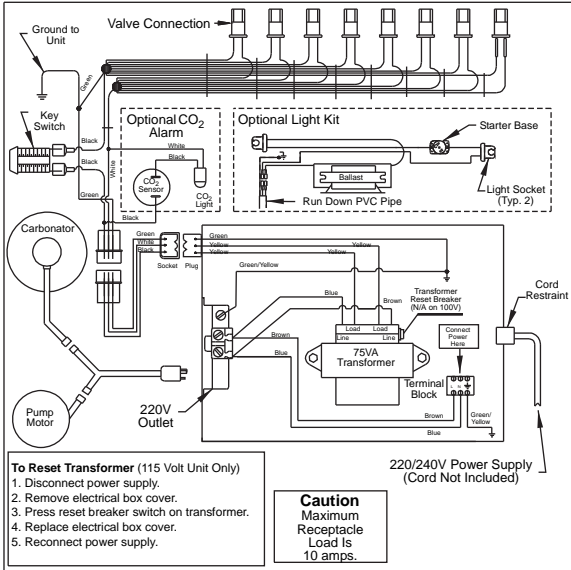 Valve Connection
Ground to
Unit
Green
Key
Switch
Black
Black
White
Green
Optional CO2
Alarm
White
Black
CO2
Sensor
CO2
Light
Black
Optional Light Kit
Starter Base
Ballast
Light Socket
(Typ. 2)
Run Down PVC Pipe
Carbonator
Green
White
Black
Socket
Plug
Green
Yellow
Yellow
Yellow
Green/Yellow
Blue
Brown
Transformer
Reset Breaker
(N/A on 100V)
Cord
Restraint
Load
Load
Line
Line
Brown
Blue
75VA
Transformer
Connect
Power
Here
Terminal
Block
L N
Pump
Motor
220V
Outlet
Brown
Blue
Green/
Yellow
220/240V Power Supply
(Cord Not Included)
To Reset Transformer (115 Volt Unit Only)
1. Disconnect power supply.
2. Remove electrical box cover.
3. Press reset breaker switch on transformer.
4. Replace electrical box cover.
5. Reconnect power supply.
Caution
Maximum
Receptacle
Load Is
10 amps.